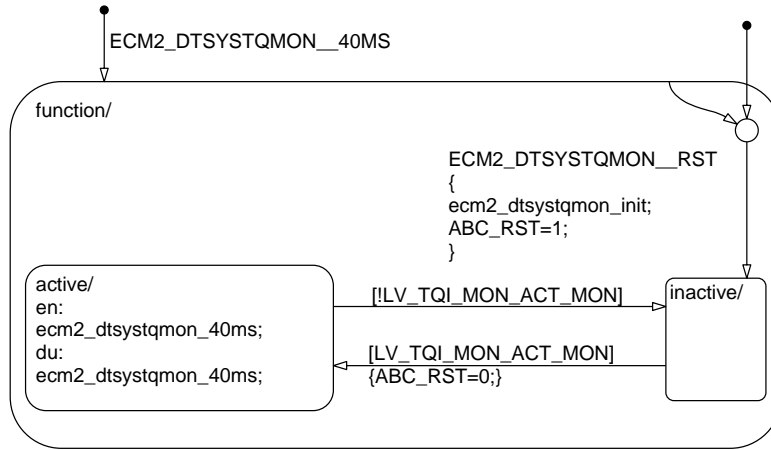 ECM2_DTSYSTQMON__40MS
function/
ECM2_DTSYSTQMON__RST
{
ecm2_dtsystqmon_init;
ABC_RST=1;
}
active/
en:
ecm2_dtsystqmon_40ms;
du:
ecm2_dtsystqmon_40ms;
[!LV_TQI_MON_ACT_MON]
inactive/
[LV_TQI_MON_ACT_MON]
{ABC_RST=0;}